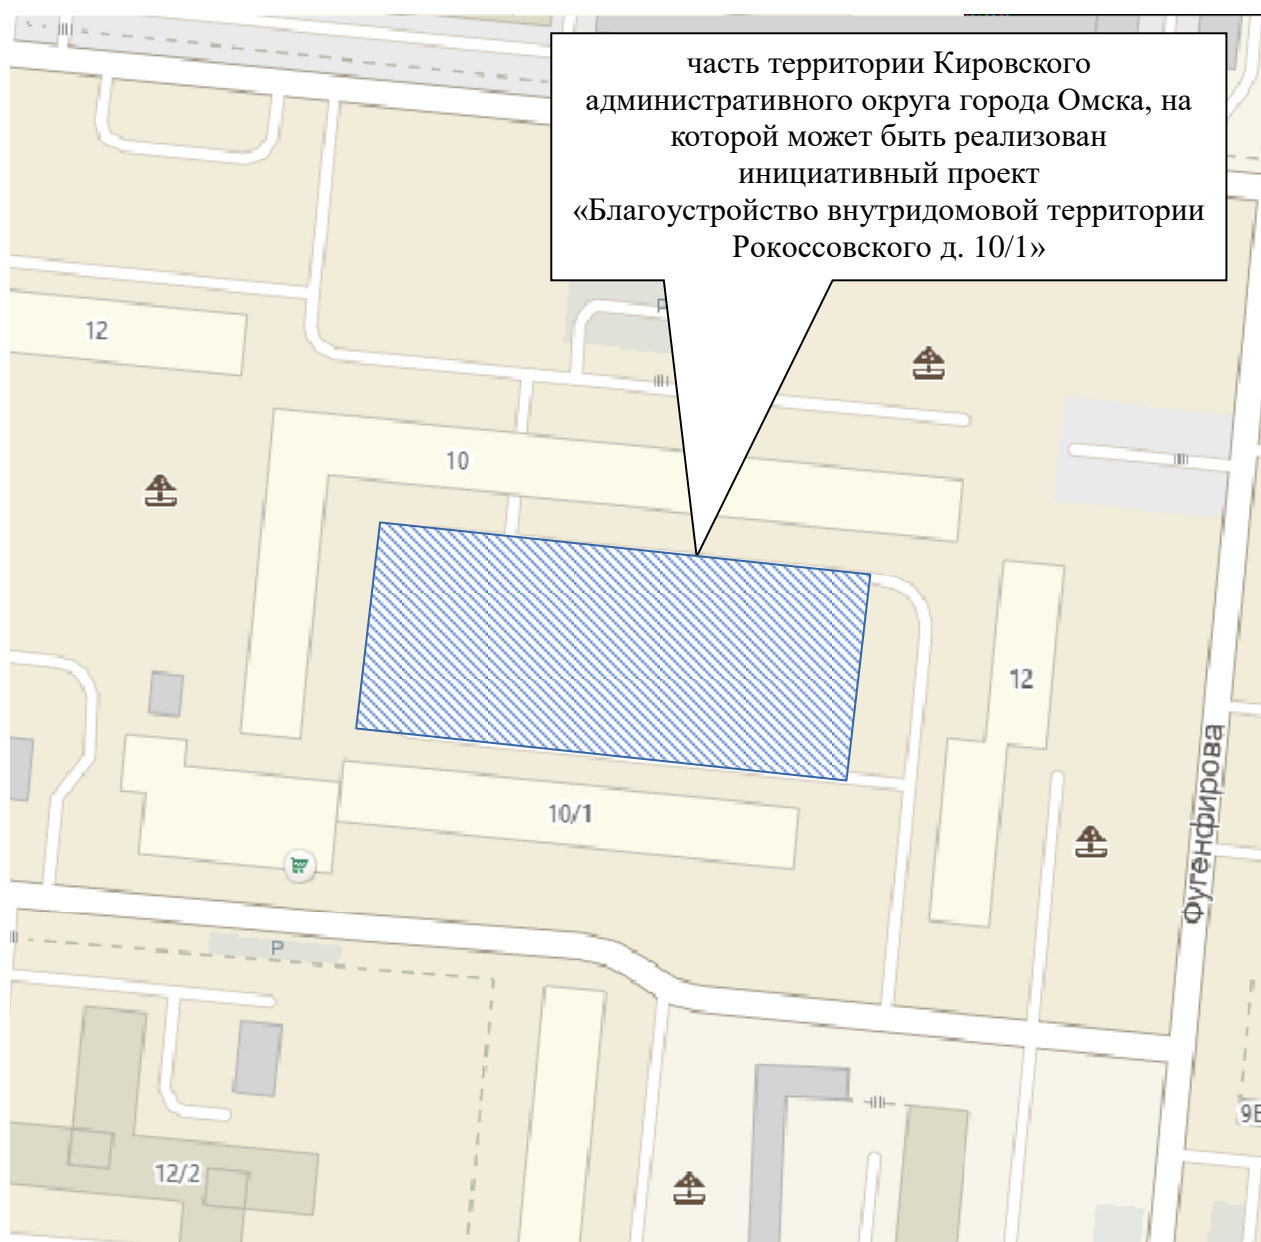 часть территории Кировского
административного округа города Омска, на
которой может быть реализован
инициативный проект
«Благоустройство внутридомовой территории
Рокоссовского д. 10/1»
P
12
10
12
10/1
Фугенфирова
P
12/2